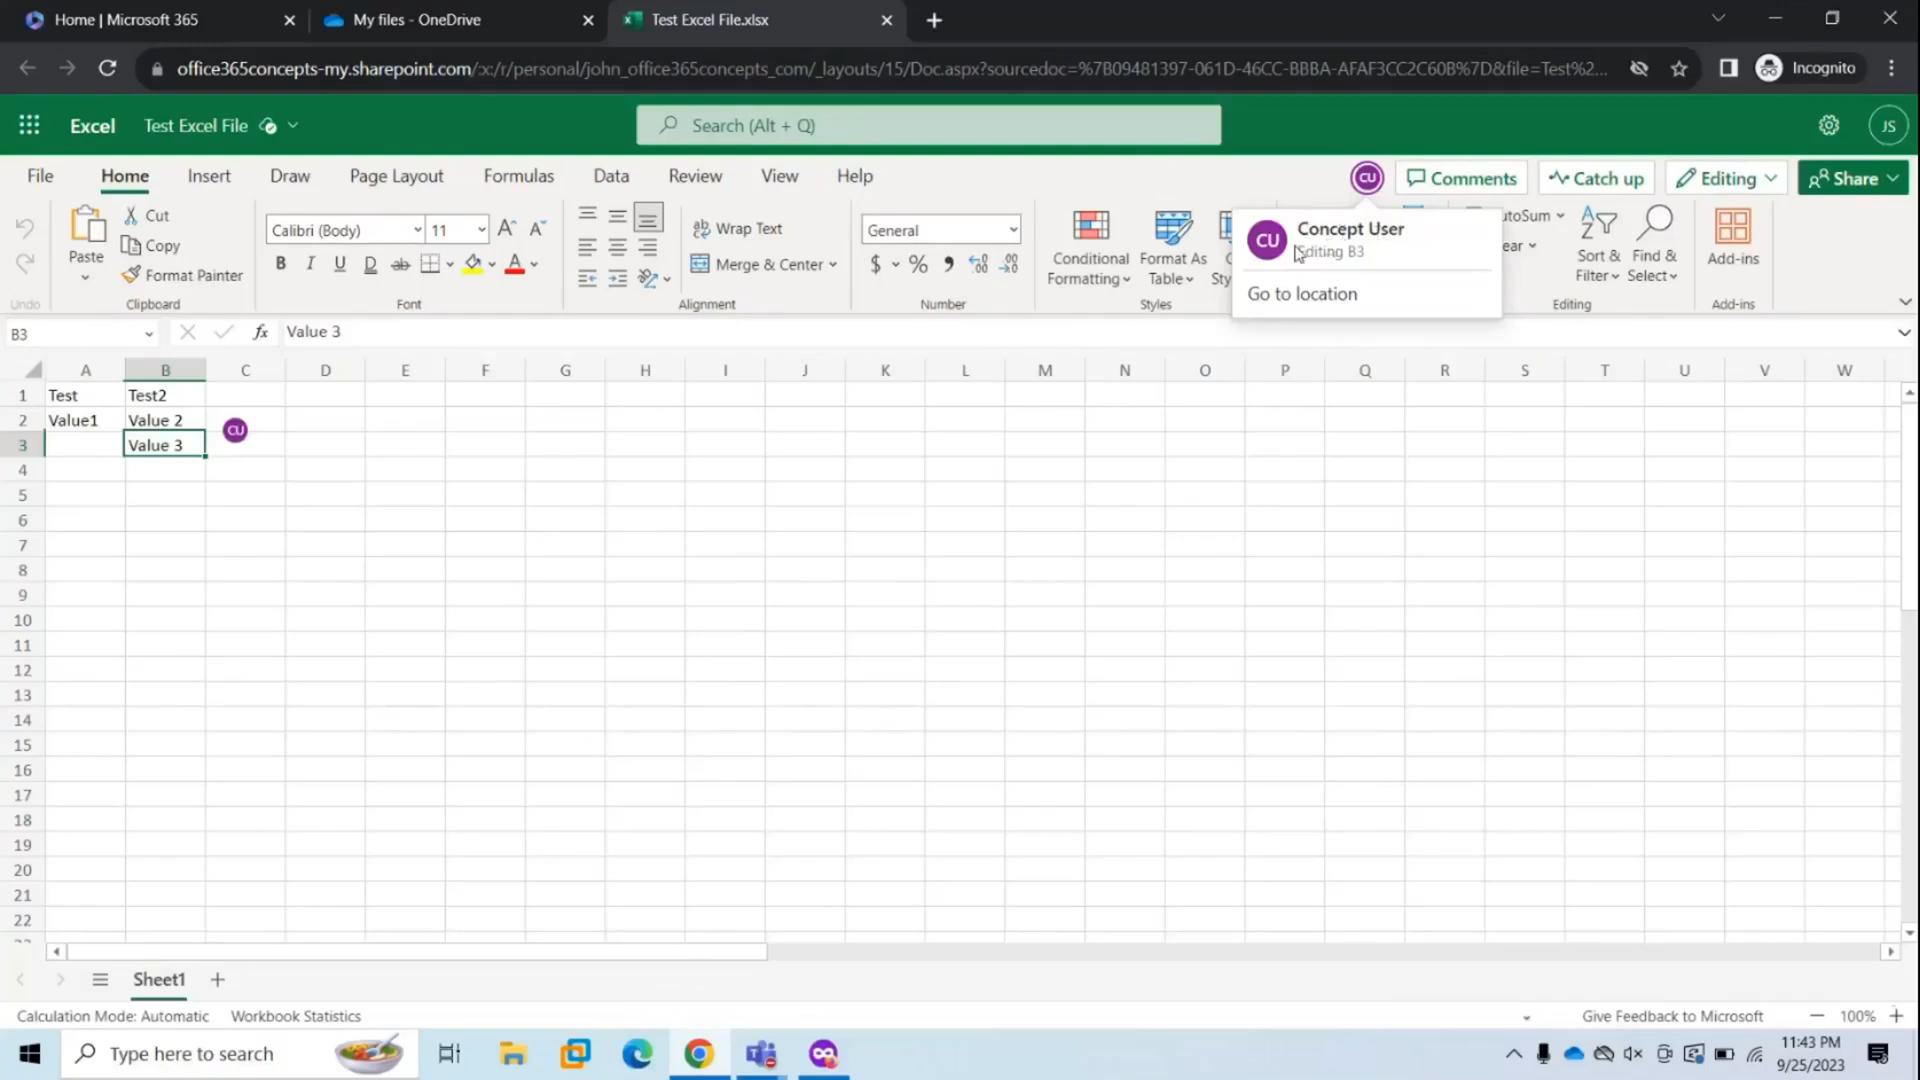 Home | Microsoft 365
My files - OneDrive
Test Excel File.xlsx
office365concepts-my.sharepoint.com/:x:/r/personal/john_office365concepts_com/_layouts/15/Doc.aspx?sourcedoc=%7B09481397-061D-46CC-BBBA-AFAF3CC2C60B%7D&file=Test%2...
Incognito
Excel
Test Excel File
Search (Alt + Q)
JS
File
Home
Insert
Draw
Page Layout
Formulas
Data
Review
View
Help
CU
Comments
Catch up
Editing
Share
Paste
Cut
Copy
Format Painter
Calibri (Body)
11
Wrap Text
Merge & Center
General
Conditional
Formatting
Format As
Table
Sty
CU
Concept User
Editing B3
Go to location
Sort &
Filter
Find &
Select
Add-ins
Undo
Clipboard
Font
Alignment
Number
Styles
Editing
Add-ins
B3
fx
Value 3
A B C D E F G H I J K L M N O P Q R S T U V W
1 Test Test2
2 Value1 Value 2
CU
3 Value 3
4
5
6
7
8
9
10
11
12
13
14
15
16
17
18
19
20
21
22
Sheet1
Calculation Mode: Automatic
Workbook Statistics
Give Feedback to Microsoft
100%
Type here to search
11:43 PM
9/25/2023